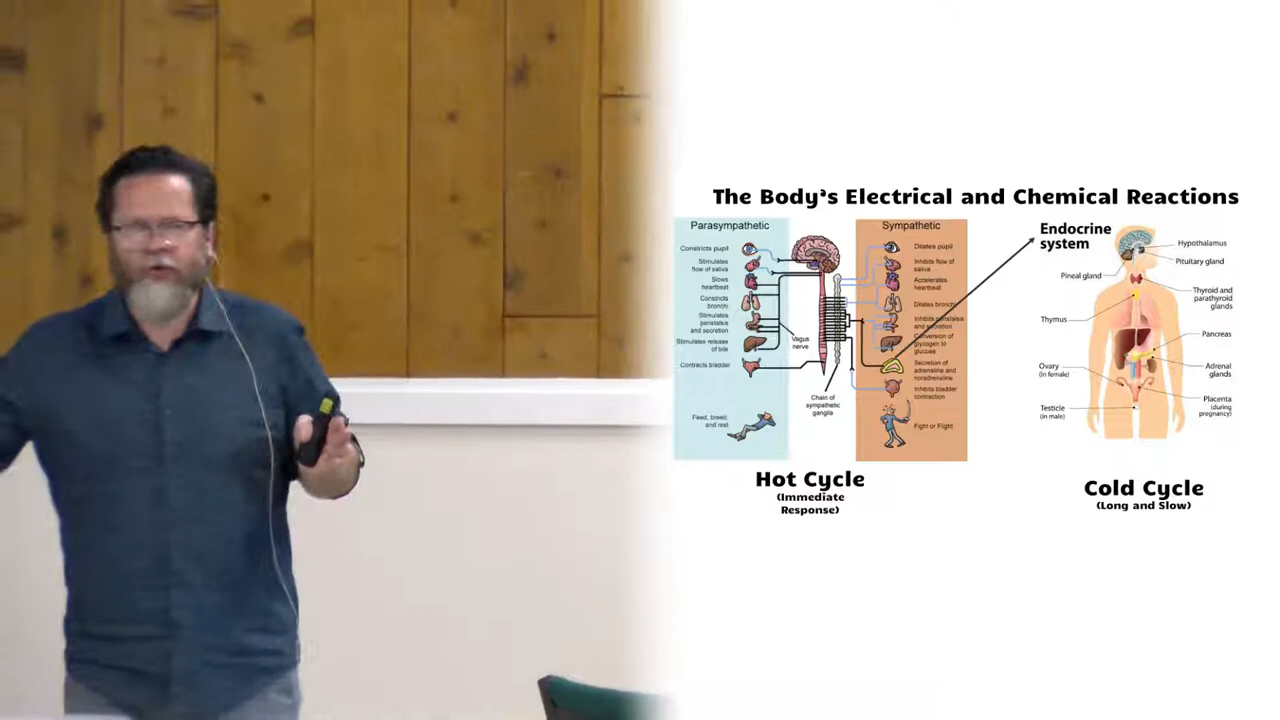 The Body's Electrical and Chemical Reactions
Parasympathetic
Constricts pupil
Stimulates
flow of saliva
Slows
heartbeat
Constricts
bronchi
Stimulates
peristalsis
and secretion
Stimulates release
of bile
Contracts bladder
Feed, breed,
and rest
Vagus
nerve
Chain of
sympathetic
ganglia
Sympathetic
Dilates pupil
Inhibits flow of
saliva
Accelerates
heartbeat
Dilates bronchi
Inhibits peristalsis
and secretion
Conversion of
glycogen to
glucose
Secretion of
adrenaline and
noradrenaline
Inhibits bladder
contraction
Fight or Flight
Hot Cycle
(Immediate
Response)
Endocrine
system
Hypothalamus
Pituitary gland
Pineal gland
Thyroid and
parathyroid
glands
Thymus
Pancreas
Ovary
(in female)
Adrenal
glands
Placenta
(during
pregnancy)
Testicle
(in male)
Cold Cycle
(Long and Slow)